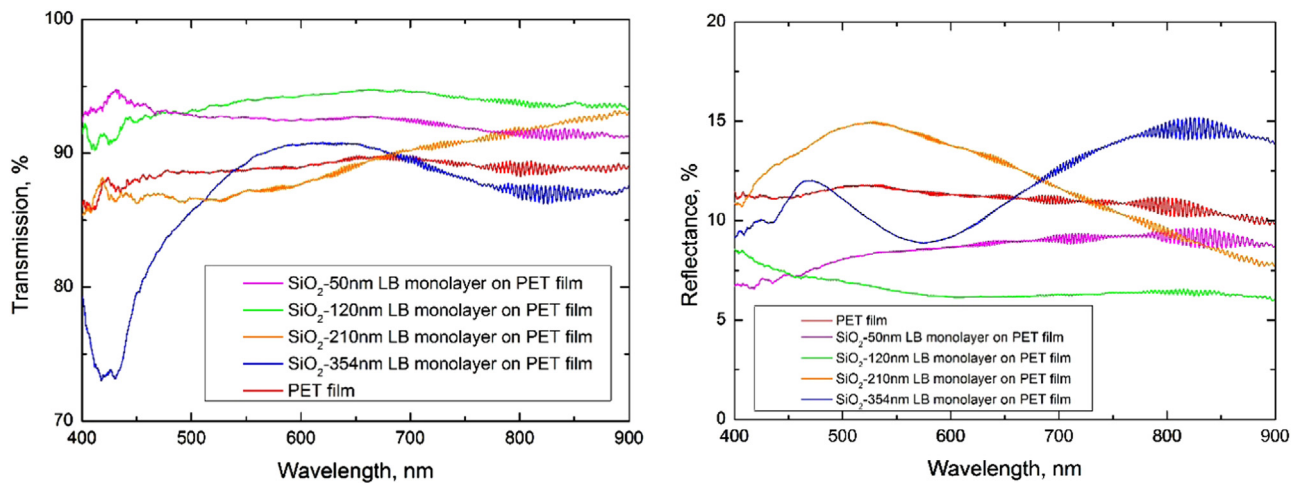 100
90
80
70
Transmission, %
SiO₂-50nm LB monolayer on PET film
SiO₂-120nm LB monolayer on PET film
SiO₂-210nm LB monolayer on PET film
SiO₂-354nm LB monolayer on PET film
PET film
400 500 600 700 800 900
Wavelength, nm
20
15
10
5
0
Reflectance, %
PET film
SiO₂-50nm LB monolayer on PET film
SiO₂-120nm LB monolayer on PET film
SiO₂-210nm LB monolayer on PET film
SiO₂-354nm LB monolayer on PET film
400 500 600 700 800 900
Wavelength, nm